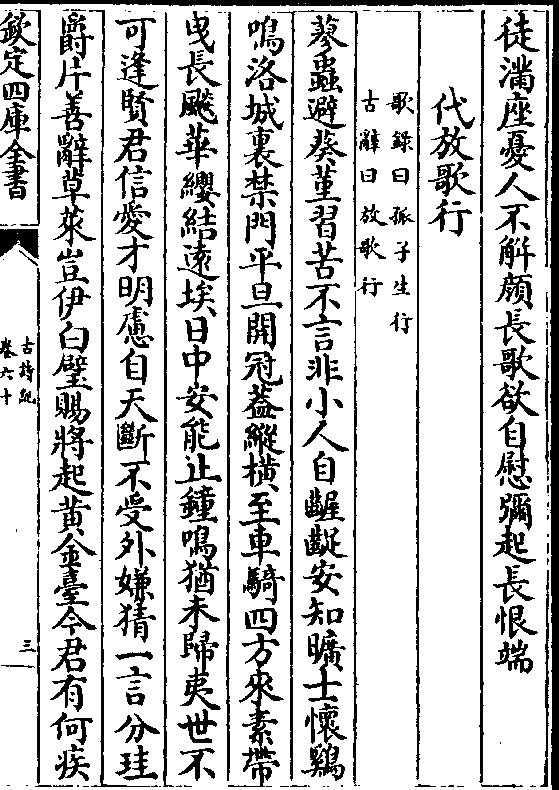 徒滿座憂人不解顔長歌欲自慰彌起長恨端
代放歌行
歌錄曰孤子生行
古辭曰放歌行
蓼蟲避葵堇習苦不言非小人自齷齪安知曠士懷鷄
鳴洛城裏禁門平旦開冠蓋縱橫至車騎四方來素帶
曳長飈華纓結遠埃日中安能止鐘鳴猶未歸夷世不
可逢賢君信愛才明慮自天斷不受外嫌猜一言分珪
爵片善辭草萊豈伊白璧賜將起黄金臺今君有何疾
欽定四庫全書
古詩紀
卷六十
三